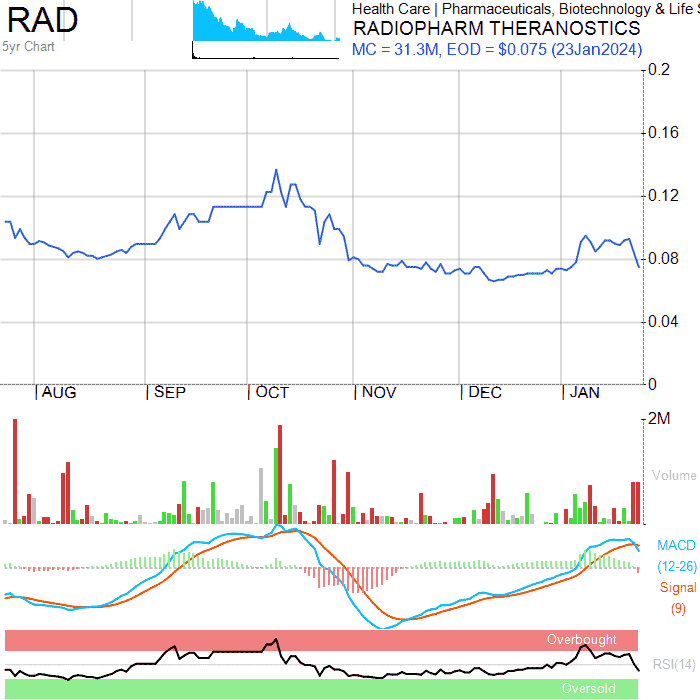 RAD
5yr Chart
Health Care | Pharmaceuticals, Biotechnology & Life S
RADIOPHARM THERANOSTICS
MC = 31.3M, EOD = $0.075 (23Jan2024)
0.2
0.16
0.12
0.08
0.04
0
AUG SEP OCT NOV DEC JAN
2M
Volume
MACD
(12-26)
Signal
(9)
Overbought
RSI(14)
Oversold